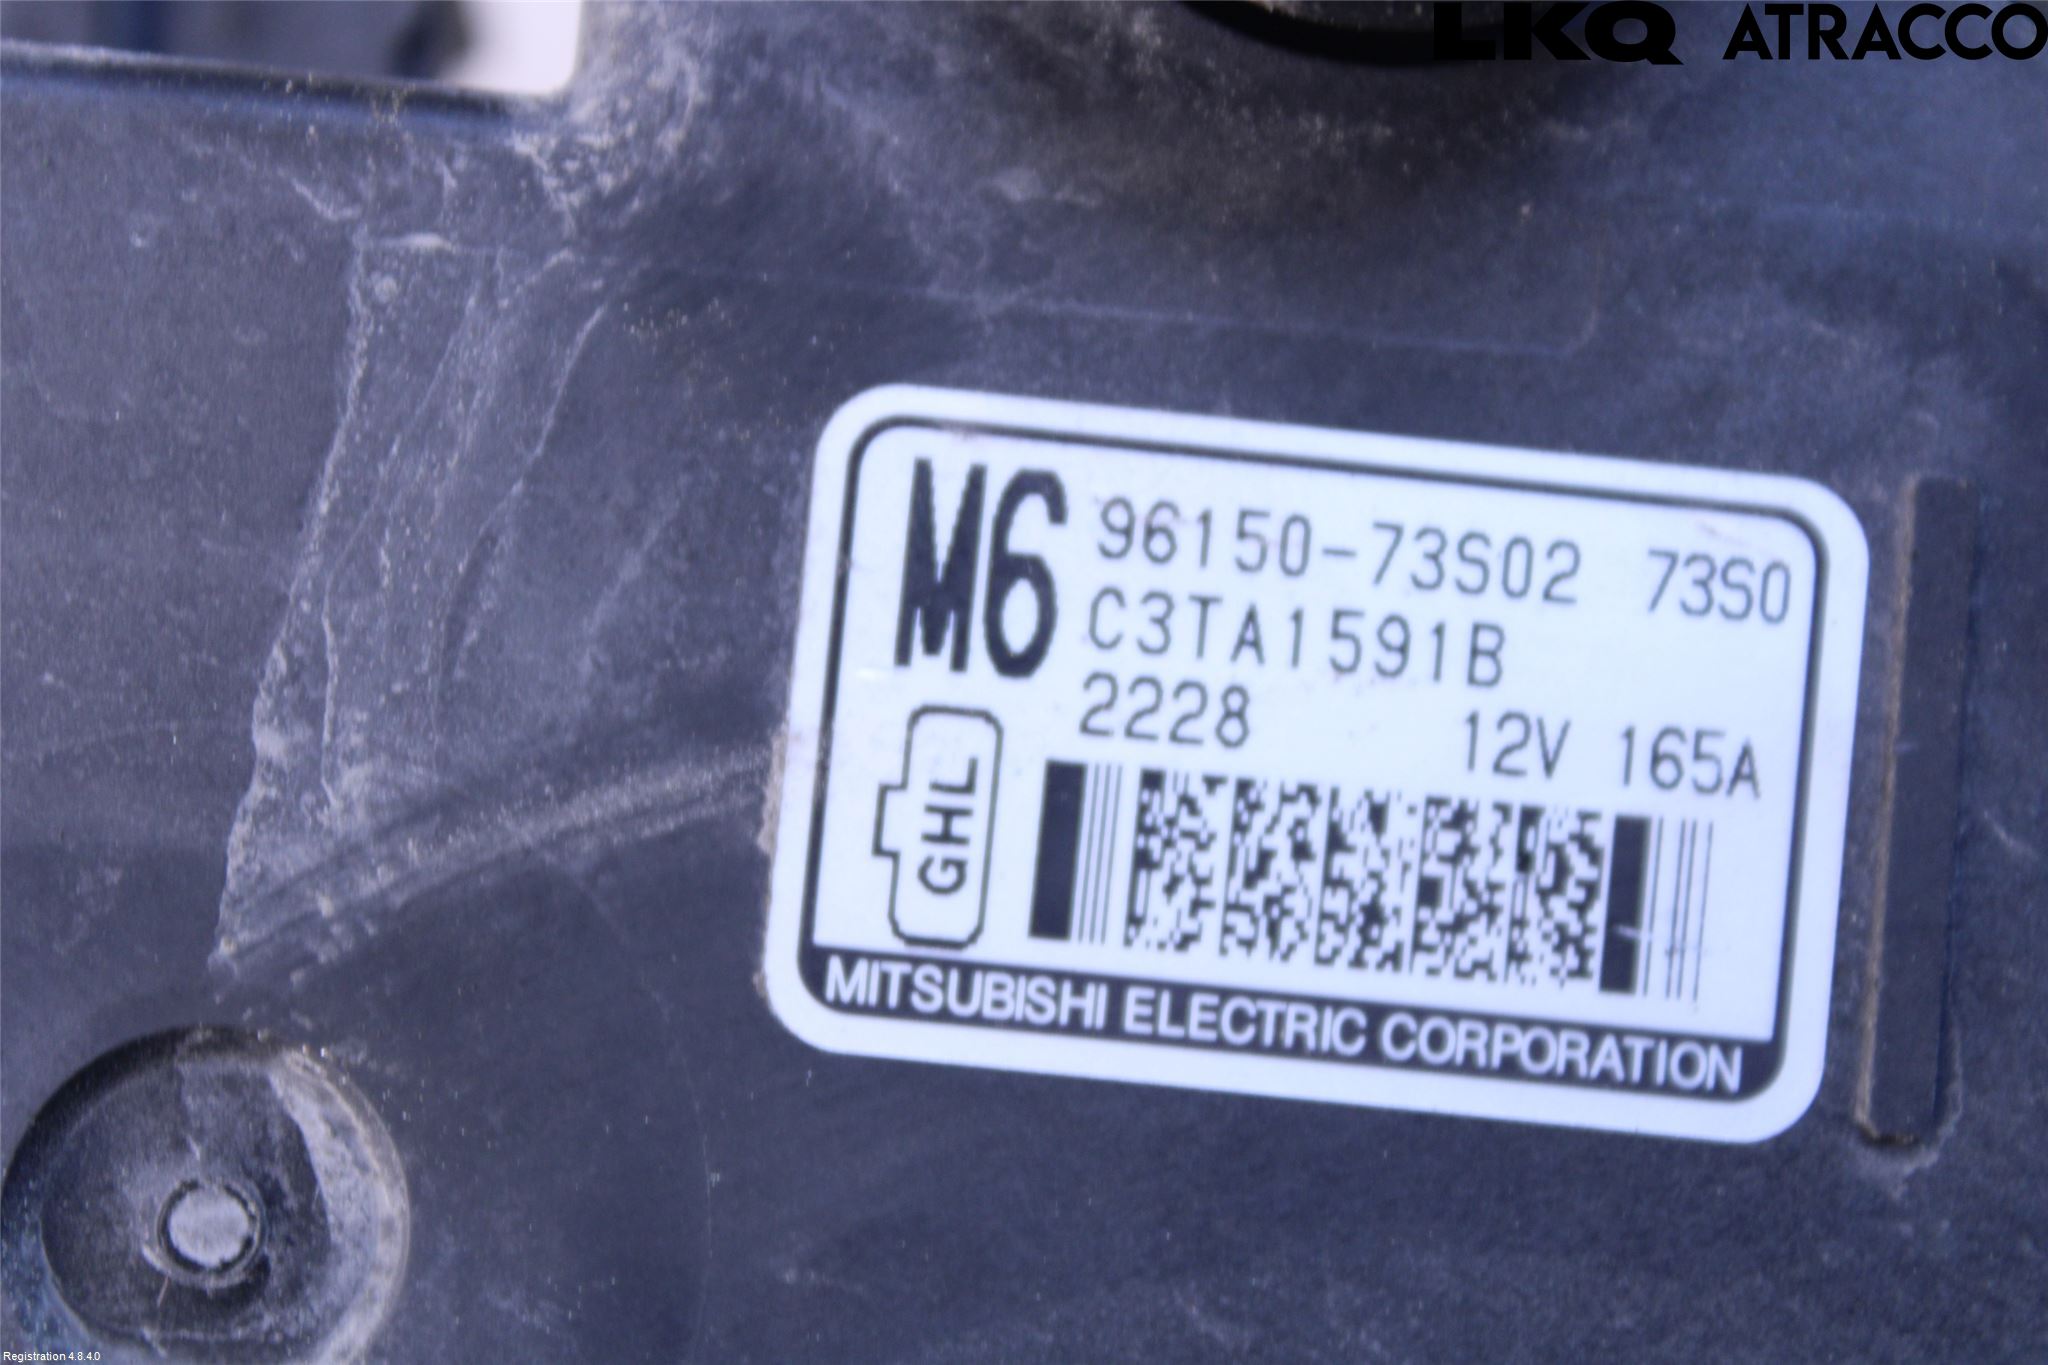 LKQ ATRACCO
M6 96150-73S02 73S0
C3TA1591B
2228 12V 165A
GHL
MITSUBISHI ELECTRIC CORPORATION
Registration 4.8.4.0